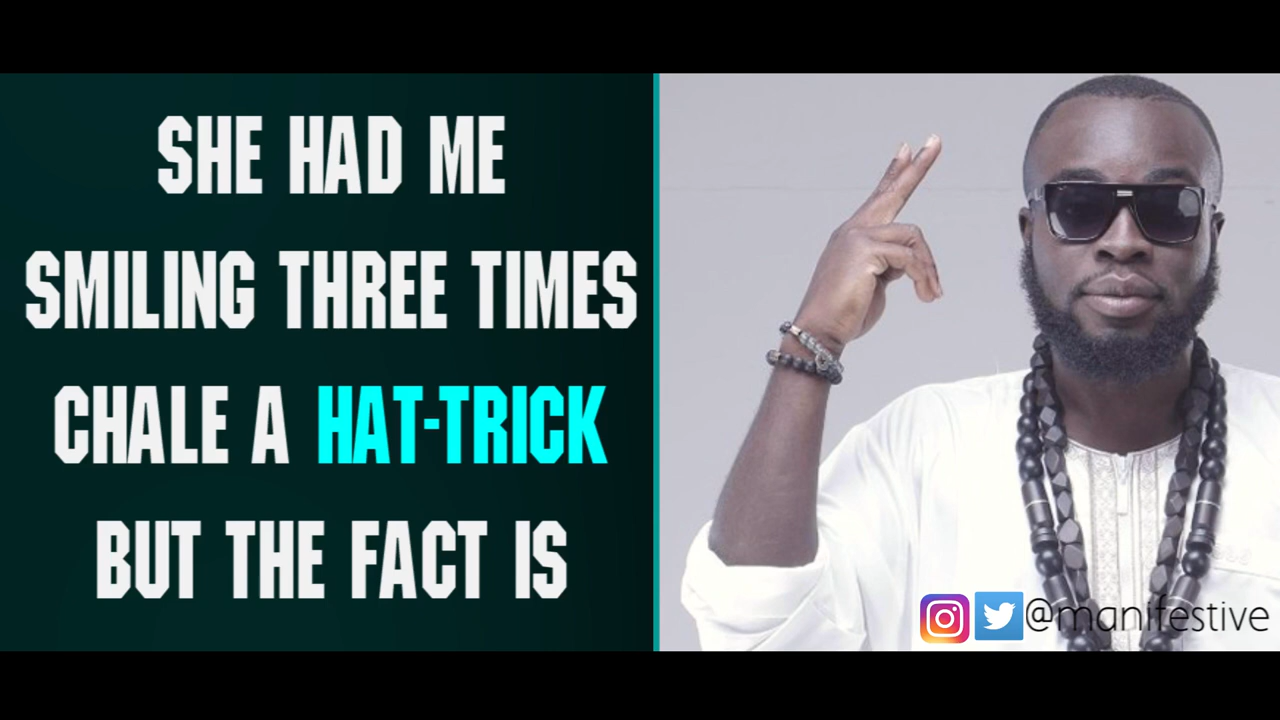 SHE HAD ME
SMILING THREE TIMES
CHALE A HAT-TRICK
BUT THE FACT IS
@manifestive